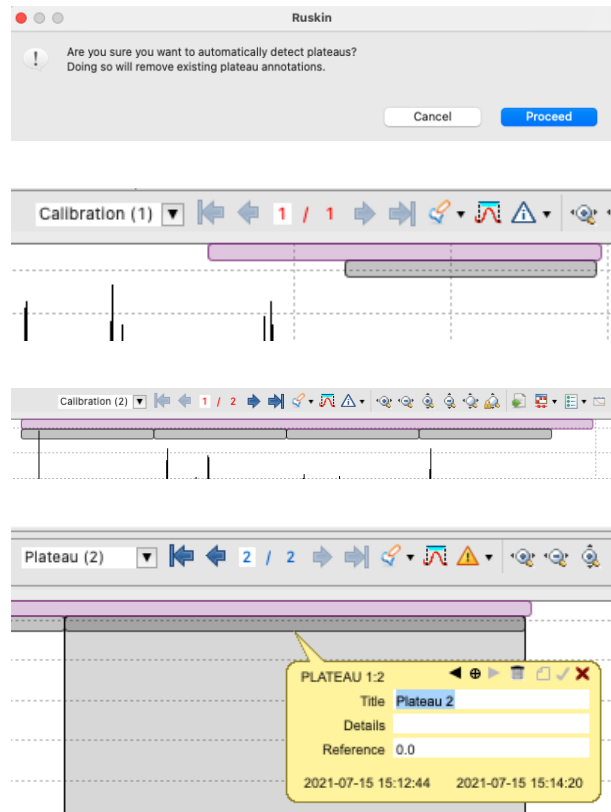 Ruskin
Are you sure you want to automatically detect plateaus?
Doing so will remove existing plateau annotations.
Cancel Proceed
Calibration (1) 1 / 1
Calibration (2) 1 / 2
Plateau (2) 2 / 2
PLATEAU 1:2
Title Plateau 2
Details
Reference 0.0
2021-07-15 15:12:44 2021-07-15 15:14:20